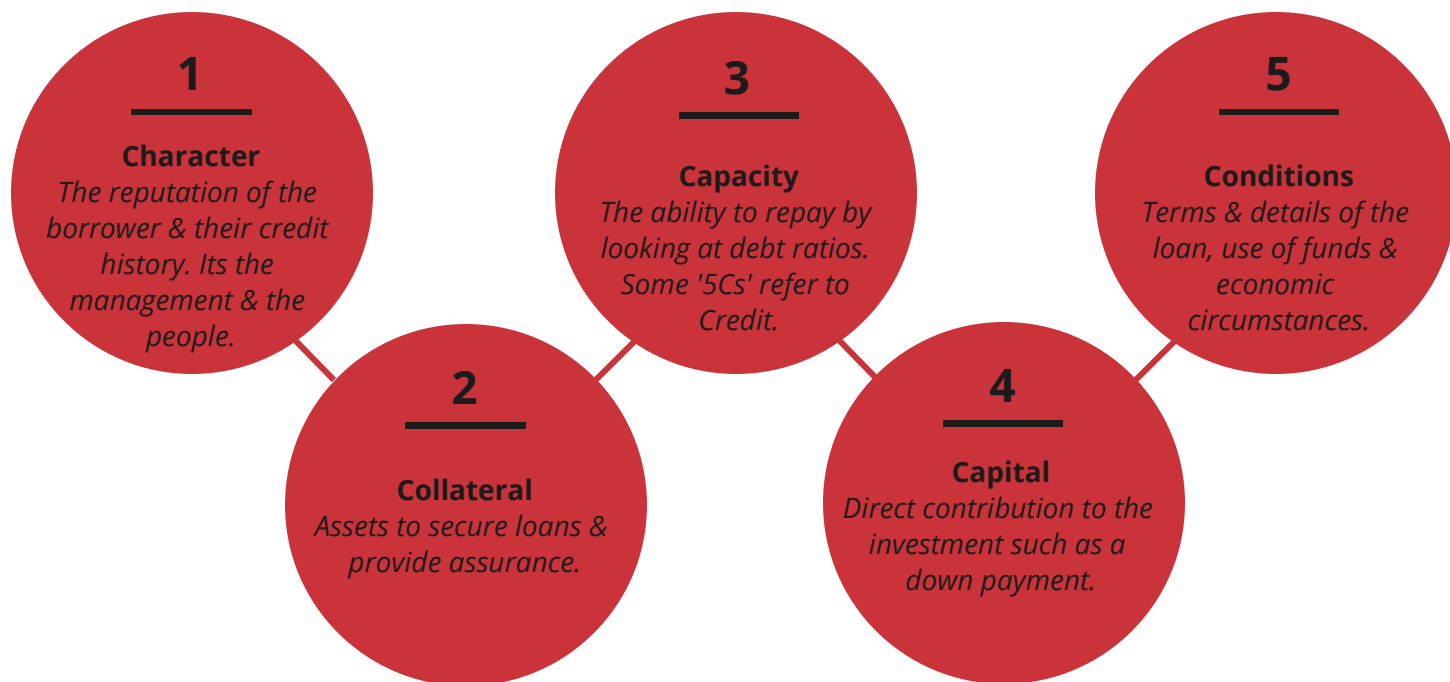 1
Character
The reputation of the
borrower & their credit
history. Its the
management & the
people.
2
Collateral
Assets to secure loans &
provide assurance.
3
Capacity
The ability to repay by
looking at debt ratios.
Some '5Cs' refer to
Credit.
4
Capital
Direct contribution to the
investment such as a
down payment.
5
Conditions
Terms & details of the
loan, use of funds &
economic
circumstances.